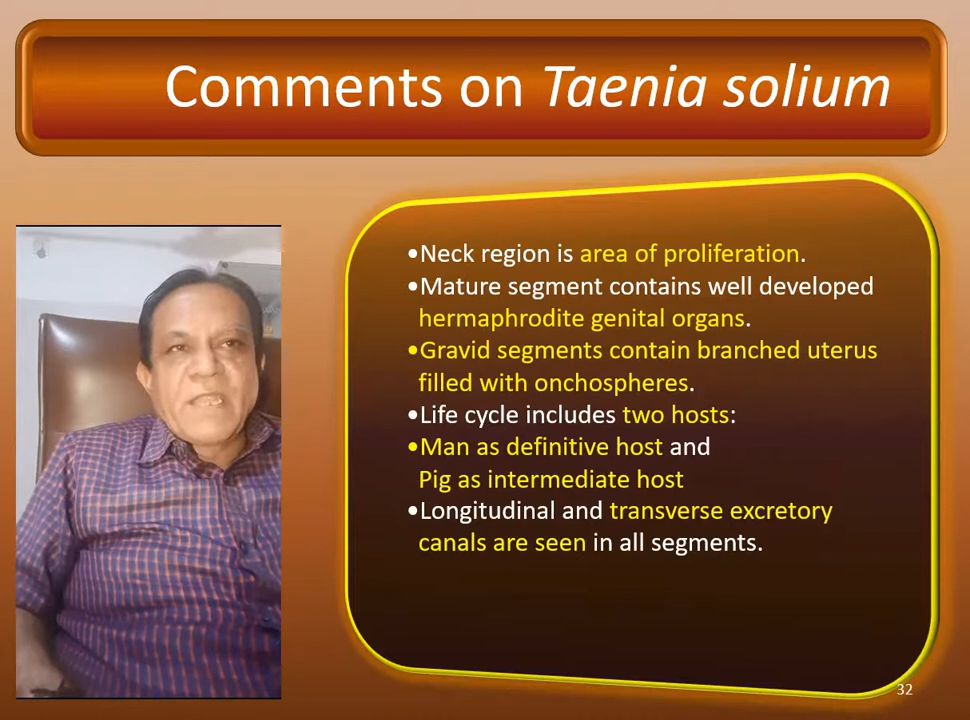 Comments on Taenia solium
•Neck region is area of proliferation.
•Mature segment contains well developed
hermaphrodite genital organs.
•Gravid segments contain branched uterus
filled with onchospheres.
•Life cycle includes two hosts:
•Man as definitive host and
Pig as intermediate host
•Longitudinal and transverse excretory
canals are seen in all segments.
32